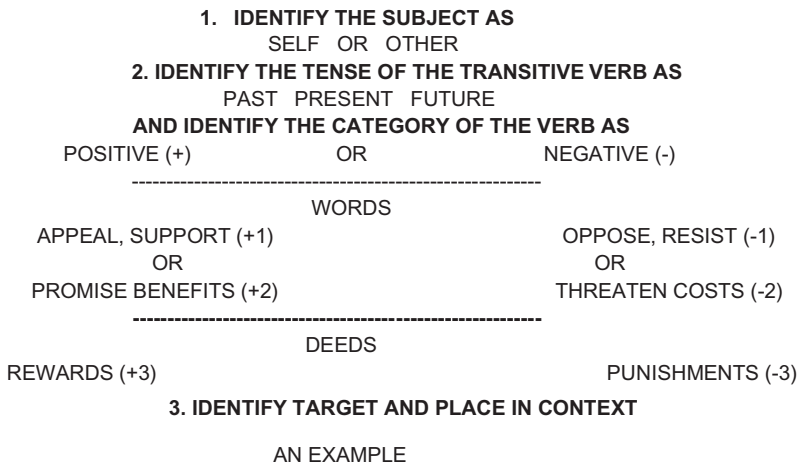 1. IDENTIFY THE SUBJECT AS
SELF OR OTHER
2. IDENTIFY THE TENSE OF THE TRANSITIVE VERB AS
PAST PRESENT FUTURE
AND IDENTIFY THE CATEGORY OF THE VERB AS
POSITIVE (+) OR NEGATIVE (-)
-----------------------------------------------------------
WORDS
APPEAL, SUPPORT (+1) OPPOSE, RESIST (-1)
OR OR
PROMISE BENEFITS (+2) THREATEN COSTS (-2)
-----------------------------------------------------------
DEEDS
REWARDS (+3) PUNISHMENTS (-3)
3. IDENTIFY TARGET AND PLACE IN CONTEXT
AN EXAMPLE